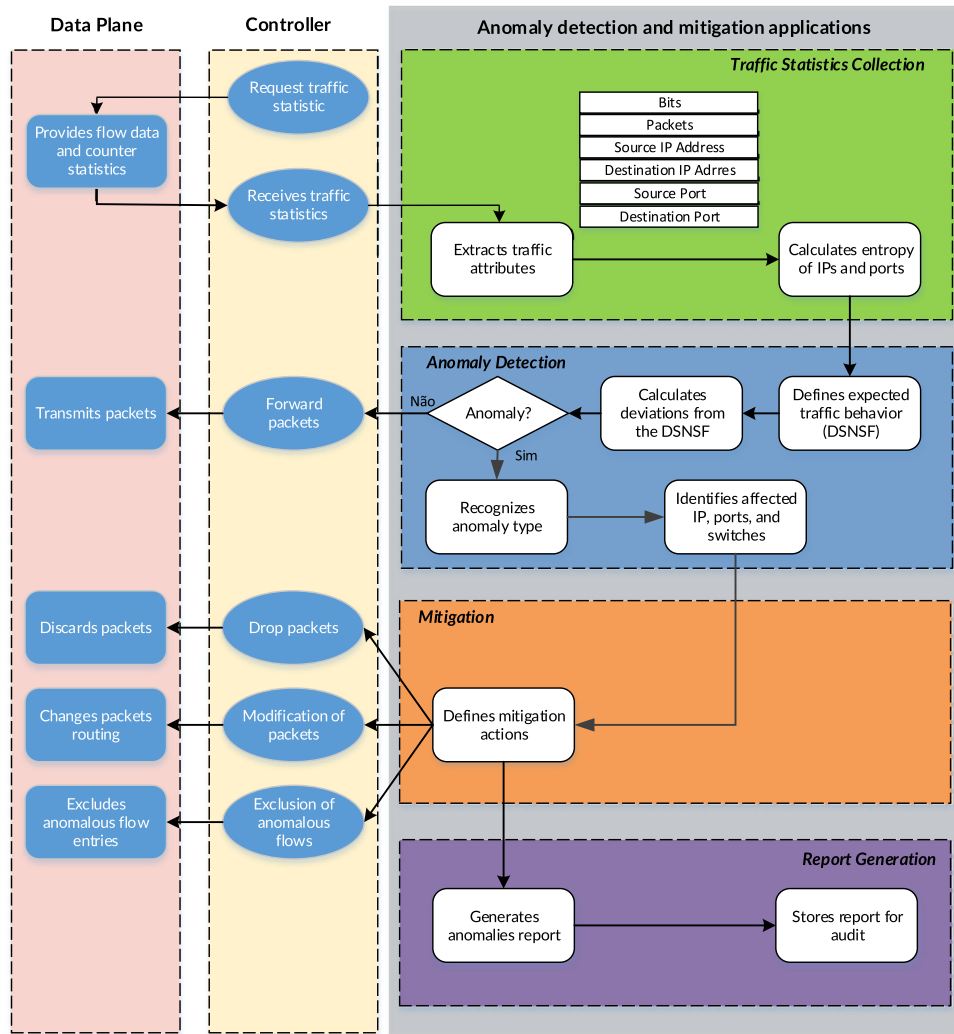 Data Plane
Controller
Anomaly detection and mitigation applications
Traffic Statistics Collection
Request traffic
statistic
Provides flow data
and counter
statistics
Receives traffic
statistics
Bits
Packets
Source IP Address
Destination IP Adrres
Source Port
Destination Port
Extracts traffic
attributes
Calculates entropy
of IPs and ports
Anomaly Detection
Transmits packets
Forward
packets
Não
Anomaly?
Sim
Calculates
deviations from
the DSNSF
Defines expected
traffic behavior
(DSNSF)
Recognizes
anomaly type
Identifies affected
IP, ports, and
switches
Mitigation
Discards packets
Drop packets
Changes packets
routing
Modification of
packets
Defines mitigation
actions
Excludes
anomalous flow
entries
Exclusion of
anomalous
flows
Report Generation
Generates
anomalies report
Stores report for
audit